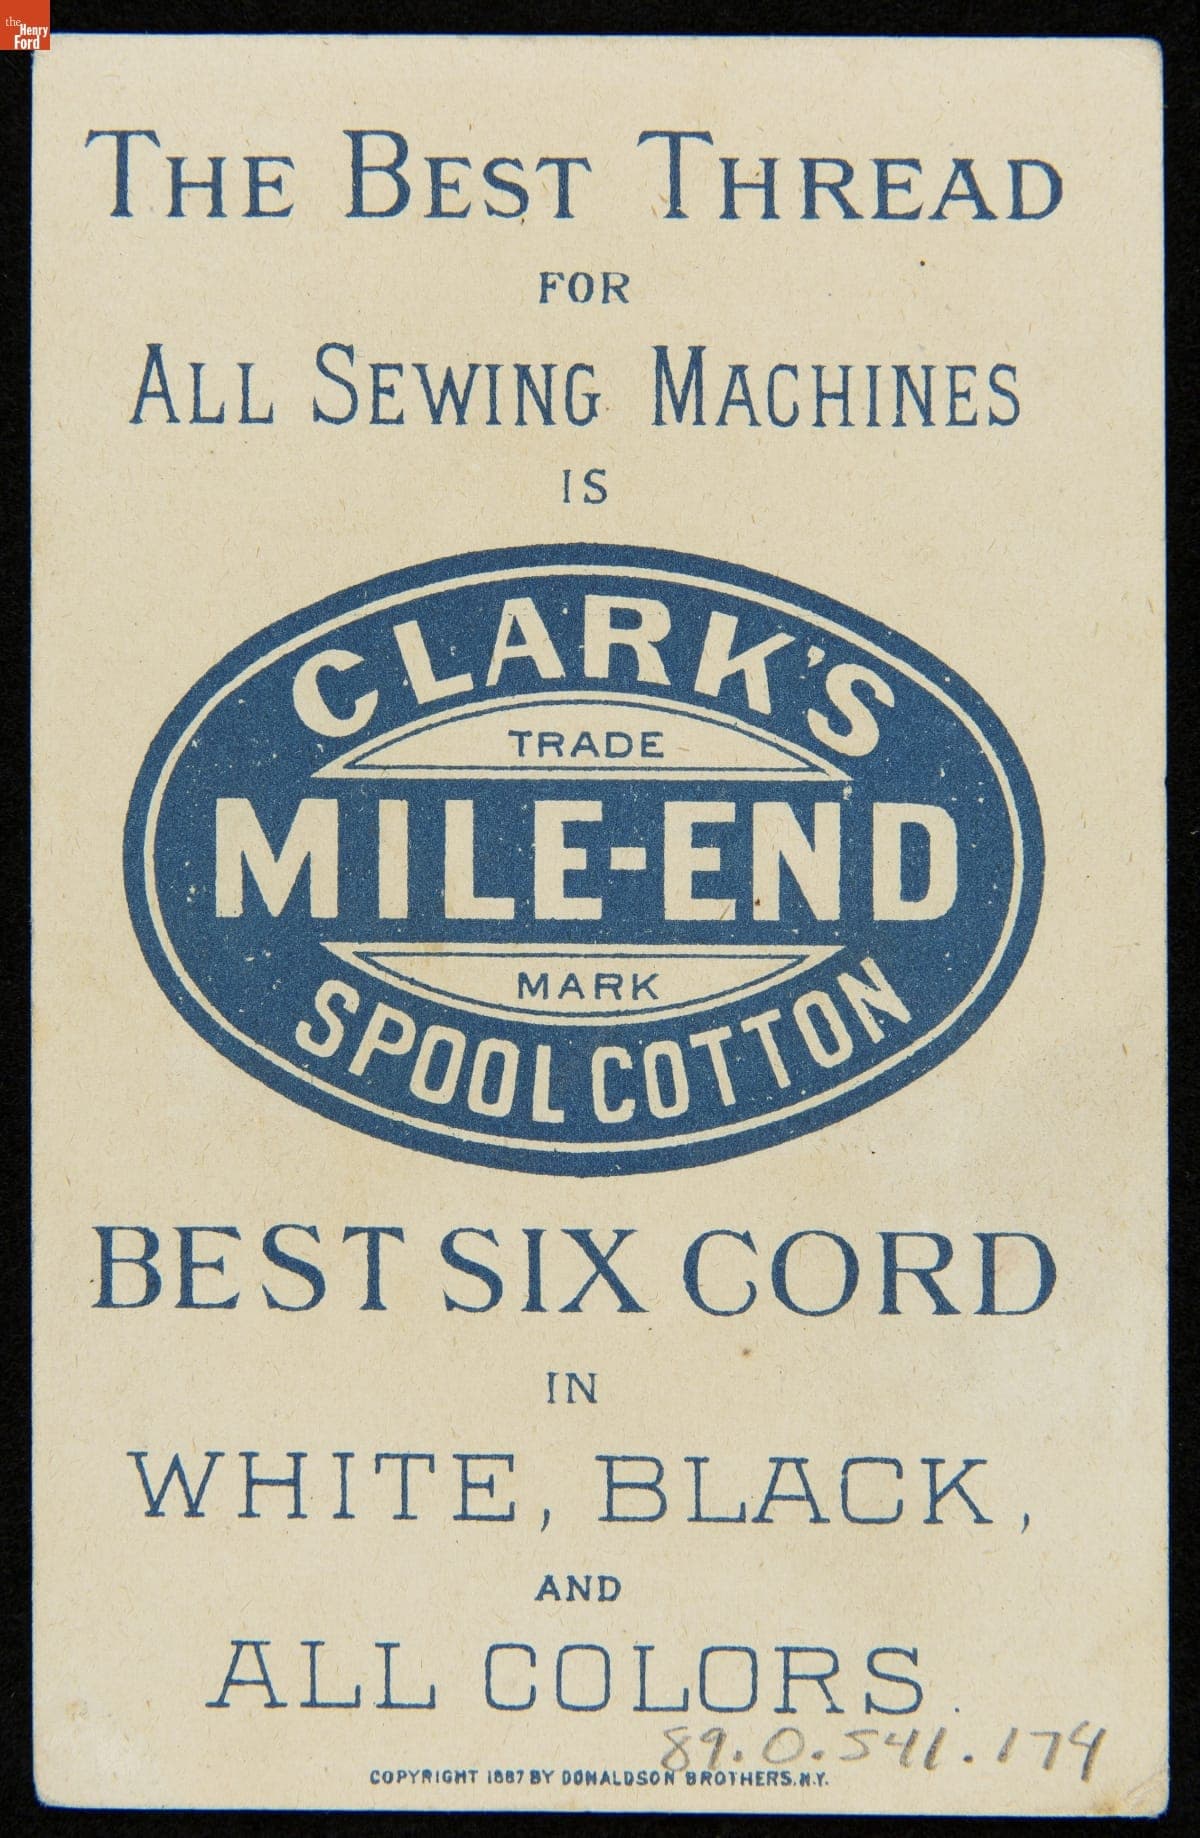 the
Henry
Ford
THE BEST THREAD
FOR
ALL SEWING MACHINES
IS
CLARK'S
TRADE
MILE-END
MARK
SPOOL COTTON
BEST SIX CORD
IN
WHITE, BLACK,
AND
ALL COLORS.
89.0.541.174
COPYRIGHT 1887 BY DONALDSON BROTHERS, N.Y.